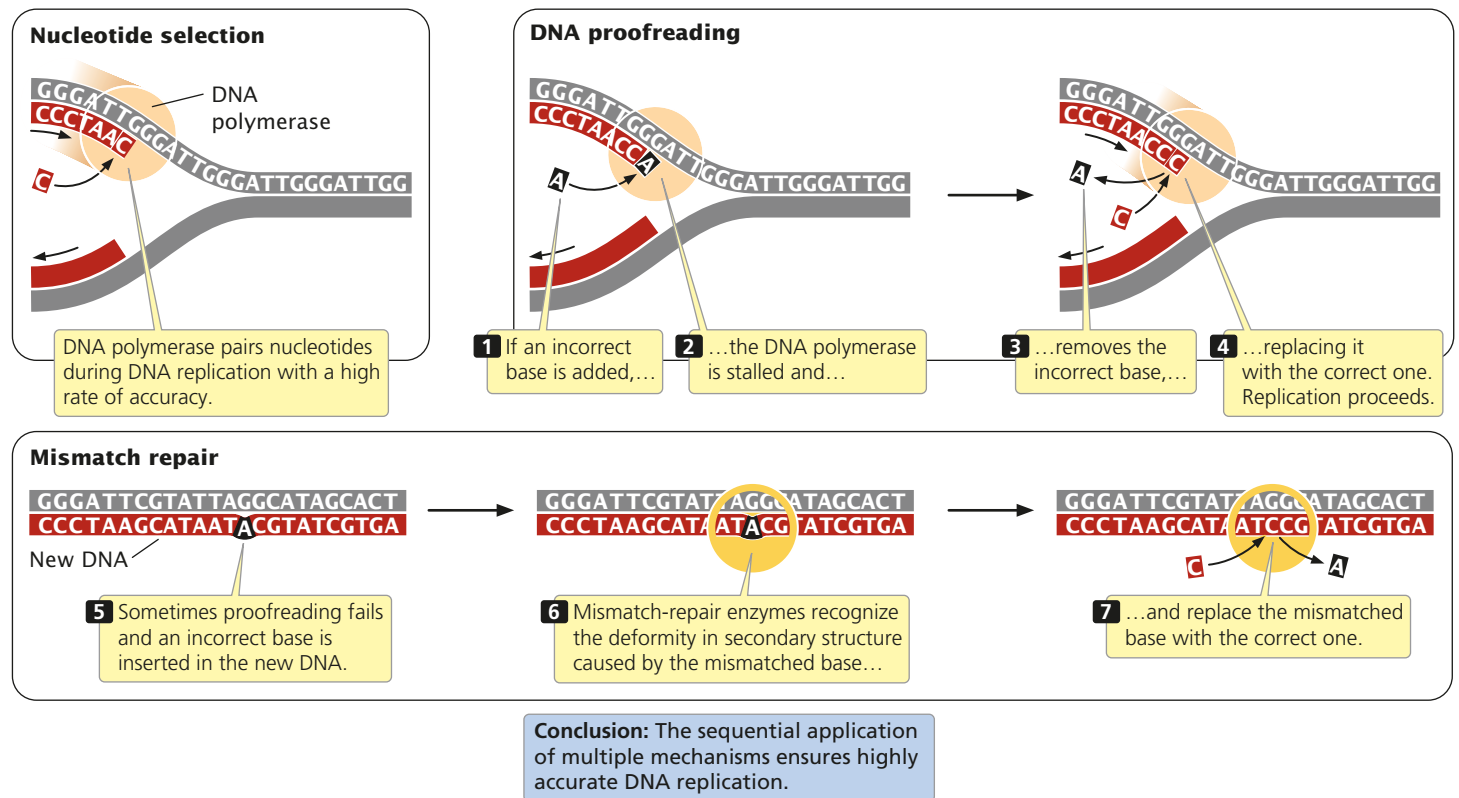 Nucleotide selection
GGGATTGGGATTGGGATTGGGATTGG
CCCTAAC
C
DNA
polymerase
DNA polymerase pairs nucleotides
during DNA replication with a high
rate of accuracy.
DNA proofreading
GGGATTGGGATTGGGATTGGGATTGG
CCCTAACCA
A
1 If an incorrect
base is added,…
2 …the DNA polymerase
is stalled and…
GGGATTGGGATTGGGATTGGGATTGG
CCCTAACCC
A
C
3 …removes the
incorrect base,…
4 …replacing it
with the correct one.
Replication proceeds.
Mismatch repair
GGGATTCGTATTAGGCATAGCACT
CCCTAAGCATAATACGTATCGTGA
New DNA
5 Sometimes proofreading fails
and an incorrect base is
inserted in the new DNA.
GGGATTCGTATTAGGCATAGCACT
CCCTAAGCATAATACGTATCGTGA
6 Mismatch-repair enzymes recognize
the deformity in secondary structure
caused by the mismatched base…
GGGATTCGTATTAGGCATAGCACT
CCCTAAGCATAATCCGTATCGTGA
C
A
7 …and replace the mismatched
base with the correct one.
Conclusion: The sequential application
of multiple mechanisms ensures highly
accurate DNA replication.